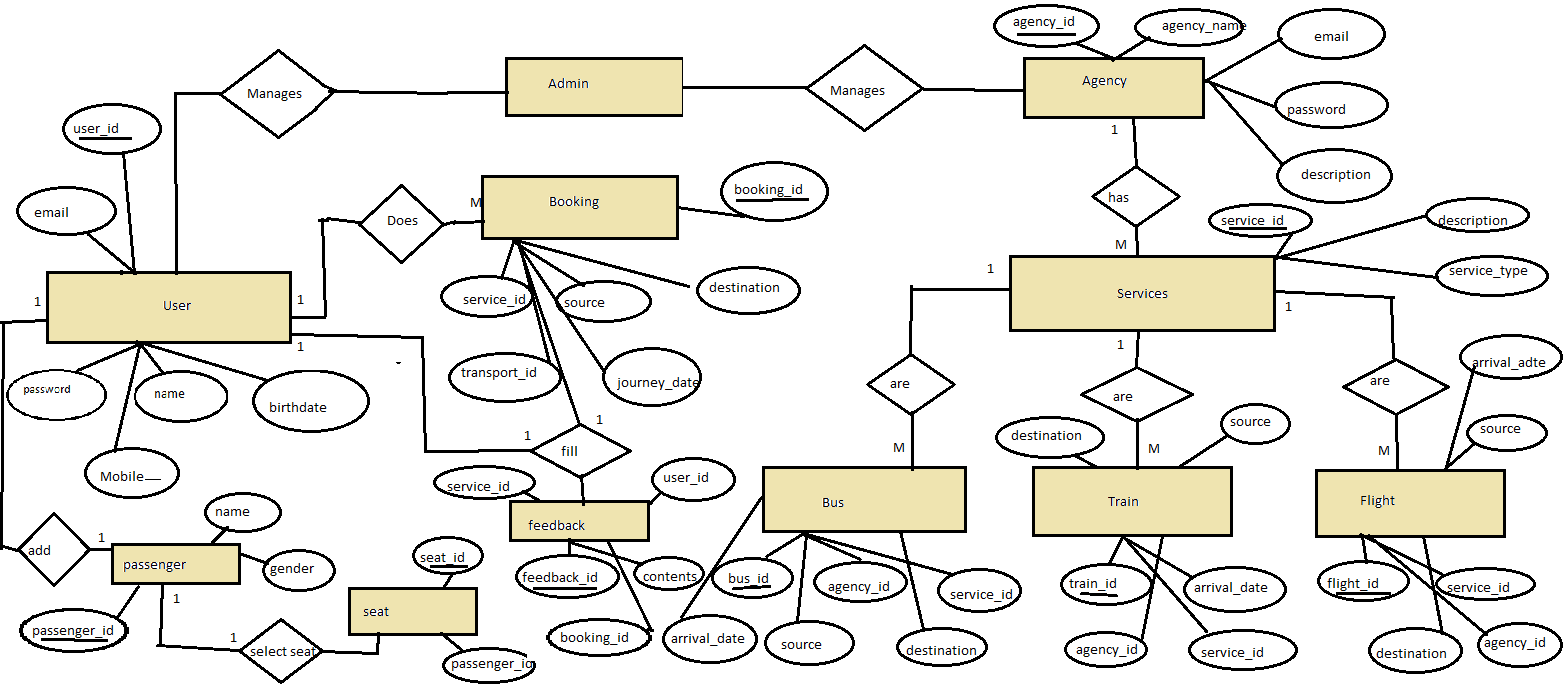 agency_id
agency_name
email
Manages
Admin
Manages
Agency
password
user_id
1
description
booking_id
email
Does
M
Booking
has
service_id
description
M
1
service_type
destination
service_id
source
1
1
User
Services
1
1
1
arrival_adte
transport_id
journey_date
are
are
are
password
name
birthdate
source
1
1
destination
source
fill
M
M
M
Mobile
service_id
user_id
name
Bus
Train
Flight
feedback
1
add
passenger
seat_id
gender
feedback_id
contents
bus_id
agency_id
service_id
train_id
arrival_date
flight_id
service_id
1
seat
passenger_id
1
booking_id
arrival_date
source
destination
agency_id
service_id
destination
agency_id
select seat
passenger_id